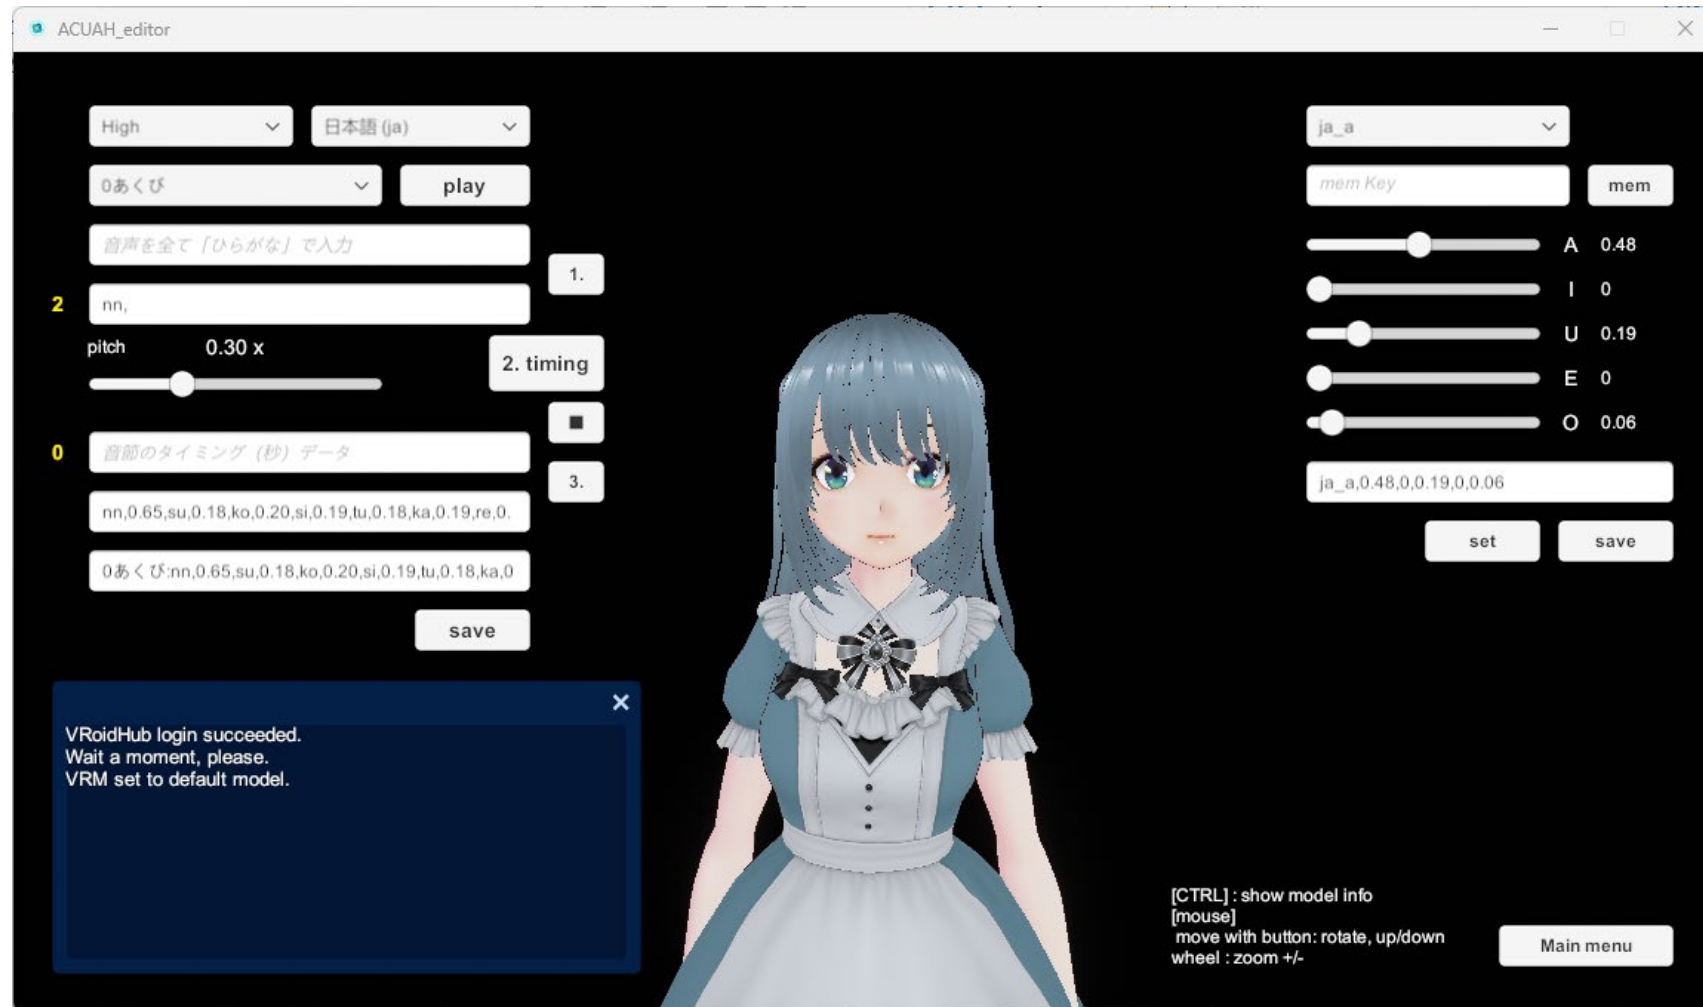 ACUAH_editor
High
日本語 (ja)
0あくび
play
音声を全て「ひらがな」で入力
1.
2
nn,
pitch
0.30 x
2. timing
0
音節のタイミング (秒) データ
3.
nn,0.65,su,0.18,ko,0.20,si,0.19,tu,0.18,ka,0.19,re,0.
0あくび:nn,0.65,su,0.18,ko,0.20,si,0.19,tu,0.18,ka,0
save
VRoidHub login succeeded.
Wait a moment, please.
VRM set to default model.
ja_a
mem Key
mem
A 0.48
I 0
U 0.19
E 0
O 0.06
ja_a,0.48,0,0.19,0,0.06
set
save
[CTRL] : show model info
[mouse]
move with button: rotate, up/down
wheel : zoom +/-
Main menu